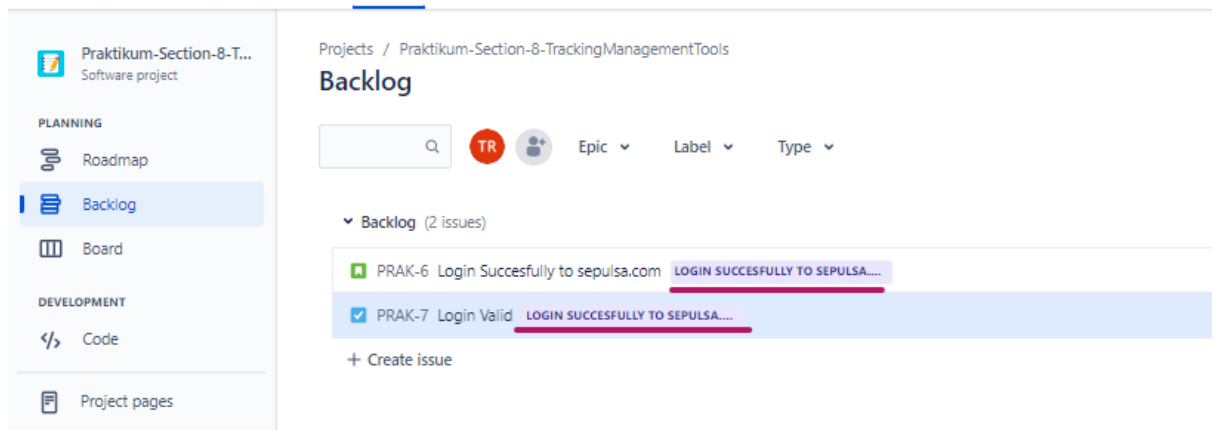 Praktikum-Section-8-T...
Software project
PLANNING
Roadmap
Backlog
Board
DEVELOPMENT
Code
Project pages
Projects / Praktikum-Section-8-TrackingManagementTools
Backlog
TR Epic Label Type
Backlog (2 issues)
PRAK-6 Login Succesfully to sepulsa.com LOGIN SUCCESFULLY TO SEPULSA....
PRAK-7 Login Valid LOGIN SUCCESFULLY TO SEPULSA....
+ Create issue